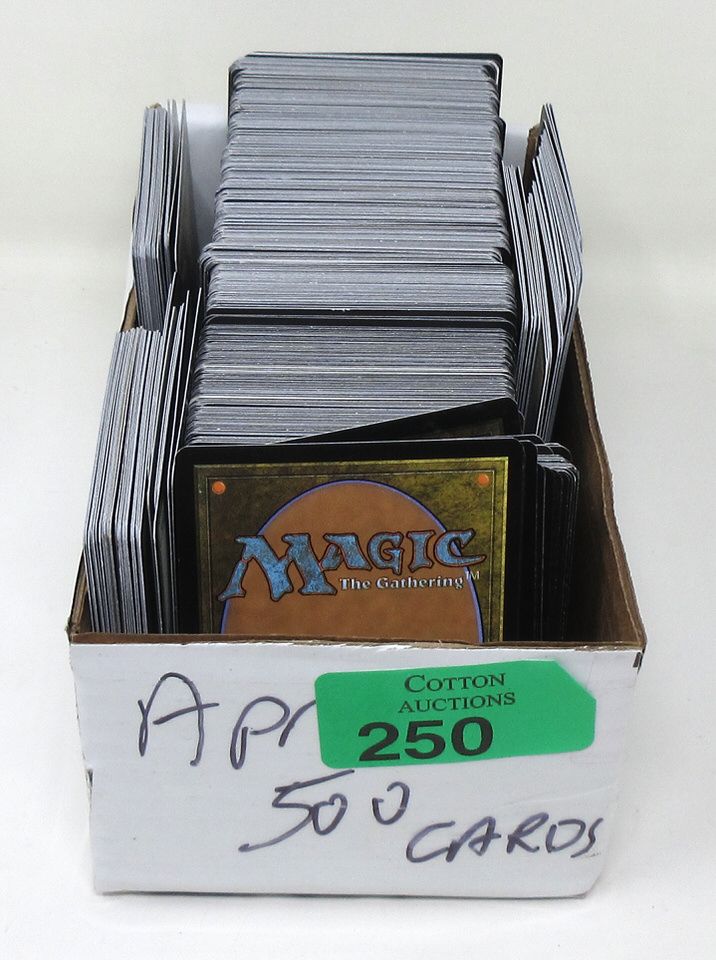 MAGIC
The Gathering™
COTTON
AUCTIONS
250
Apr
500
CARDS